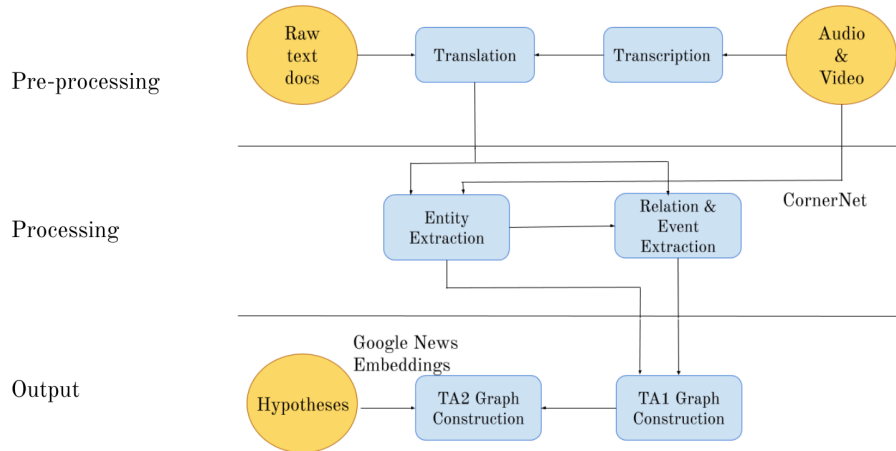 Pre-processing
Raw
text
docs
Translation
Transcription
Audio
&
Video
Processing
Entity
Extraction
Relation &
Event
Extraction
CornerNet
Output
Hypotheses
Google News
Embeddings
TA2 Graph
Construction
TA1 Graph
Construction